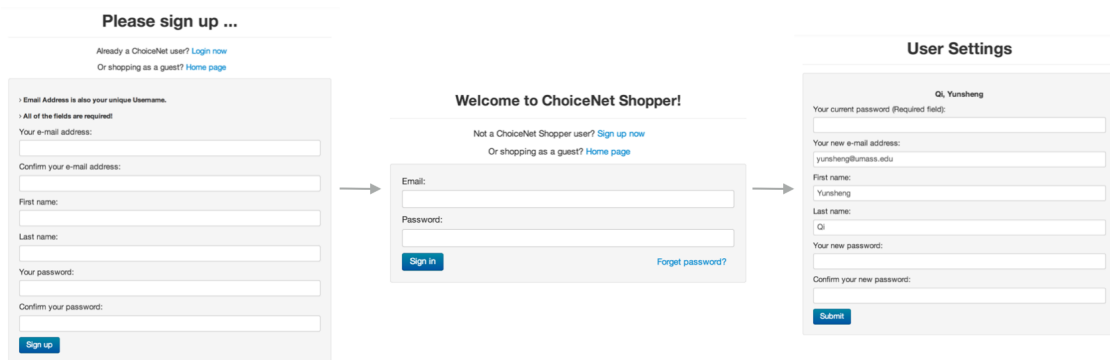 Please sign up ...
Already a ChoiceNet user? Login now
Or shopping as a guest? Home page
› Email Address is also your unique Username.
› All of the fields are required!
Your e-mail address:
Confirm your e-mail address:
First name:
Last name:
Your password:
Confirm your password:
Sign up
Welcome to ChoiceNet Shopper!
Not a ChoiceNet Shopper user? Sign up now
Or shopping as a guest? Home page
Email:
Password:
Sign in
Forget password?
User Settings
Qi, Yunsheng
Your current password (Required field):
Your new e-mail address:
yunsheng@umass.edu
First name:
Yunsheng
Last name:
Qi
Your new password:
Confirm your new password:
Submit